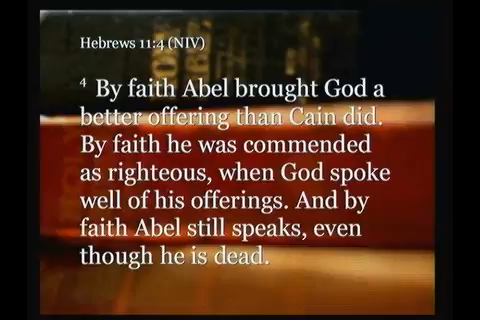 Hebrews 11:4 (NIV)
4 By faith Abel brought God a
better offering than Cain did.
By faith he was commended
as righteous, when God spoke
well of his offerings. And by
faith Abel still speaks, even
though he is dead.